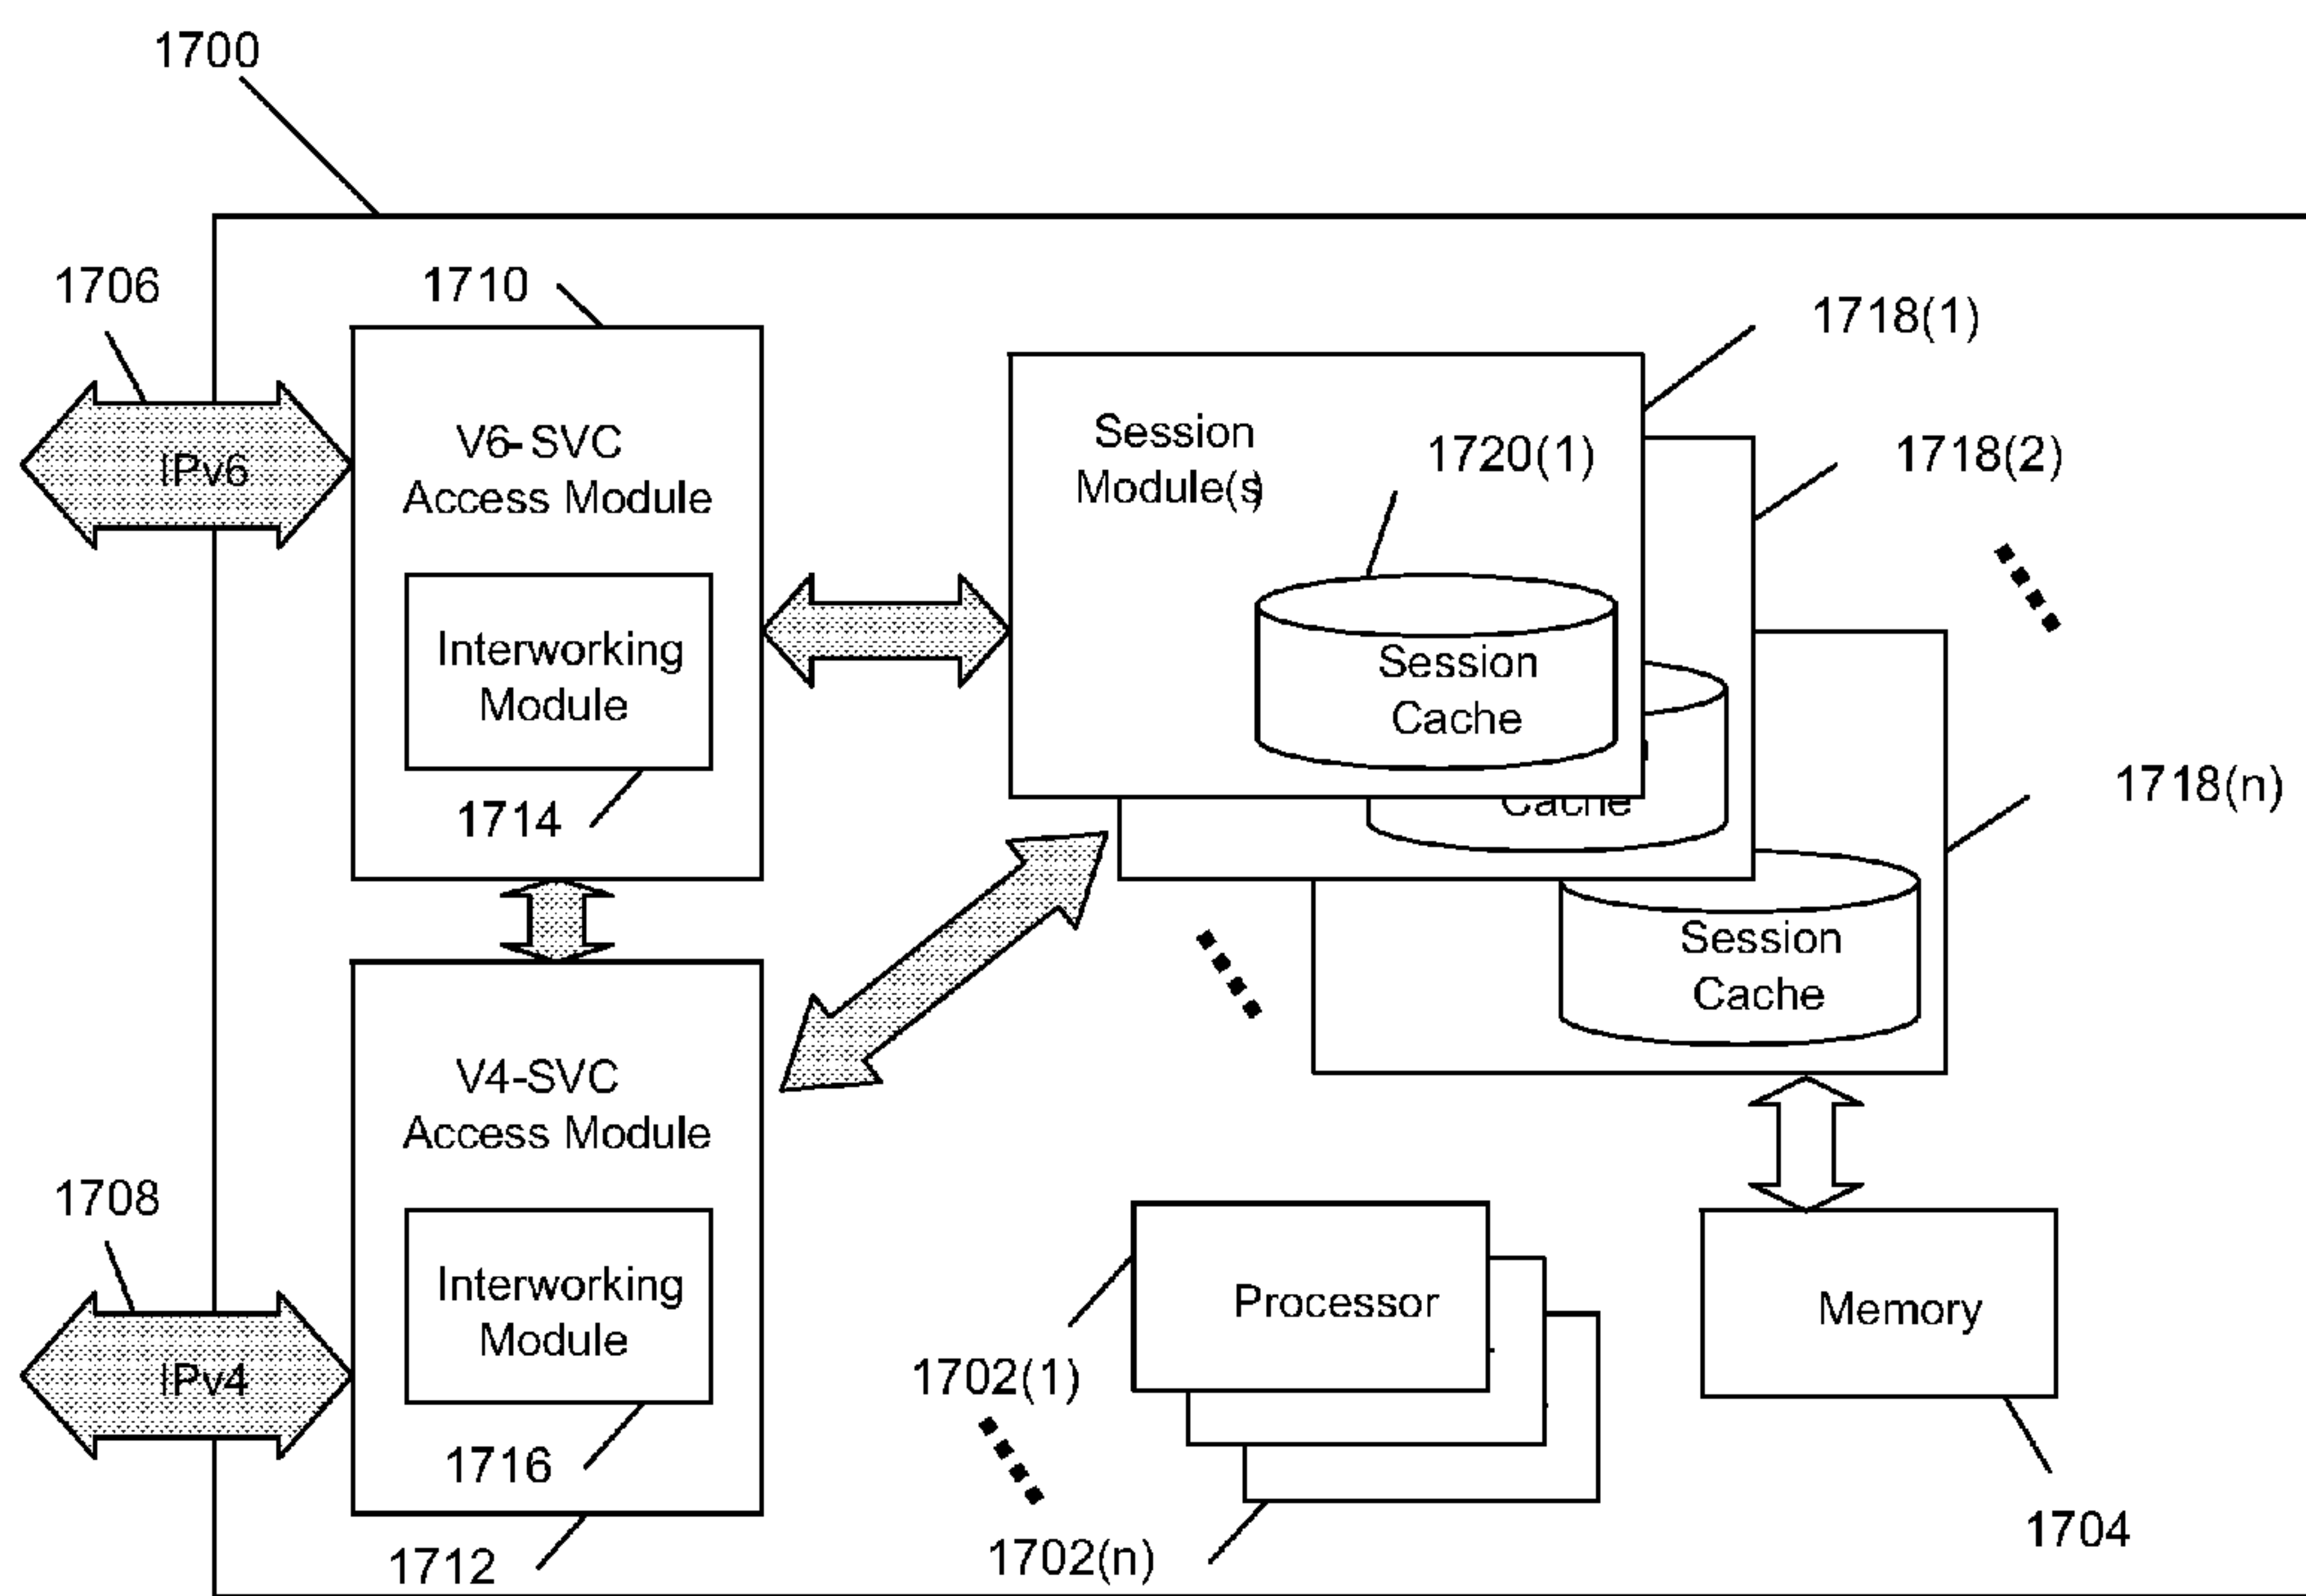 1700
1706
1710
1718(1)
V6-SVC
Access Module
Session
Module(s)
1720(1)
1718(2)
IPv6
Interworking
Module
Session
Cache
1714
Cache
1718(n)
Session
Cache
V4-SVC
Access Module
1708
Interworking
Module
Processor
Memory
IPv4
1702(1)
1716
1704
1712
1702(n)